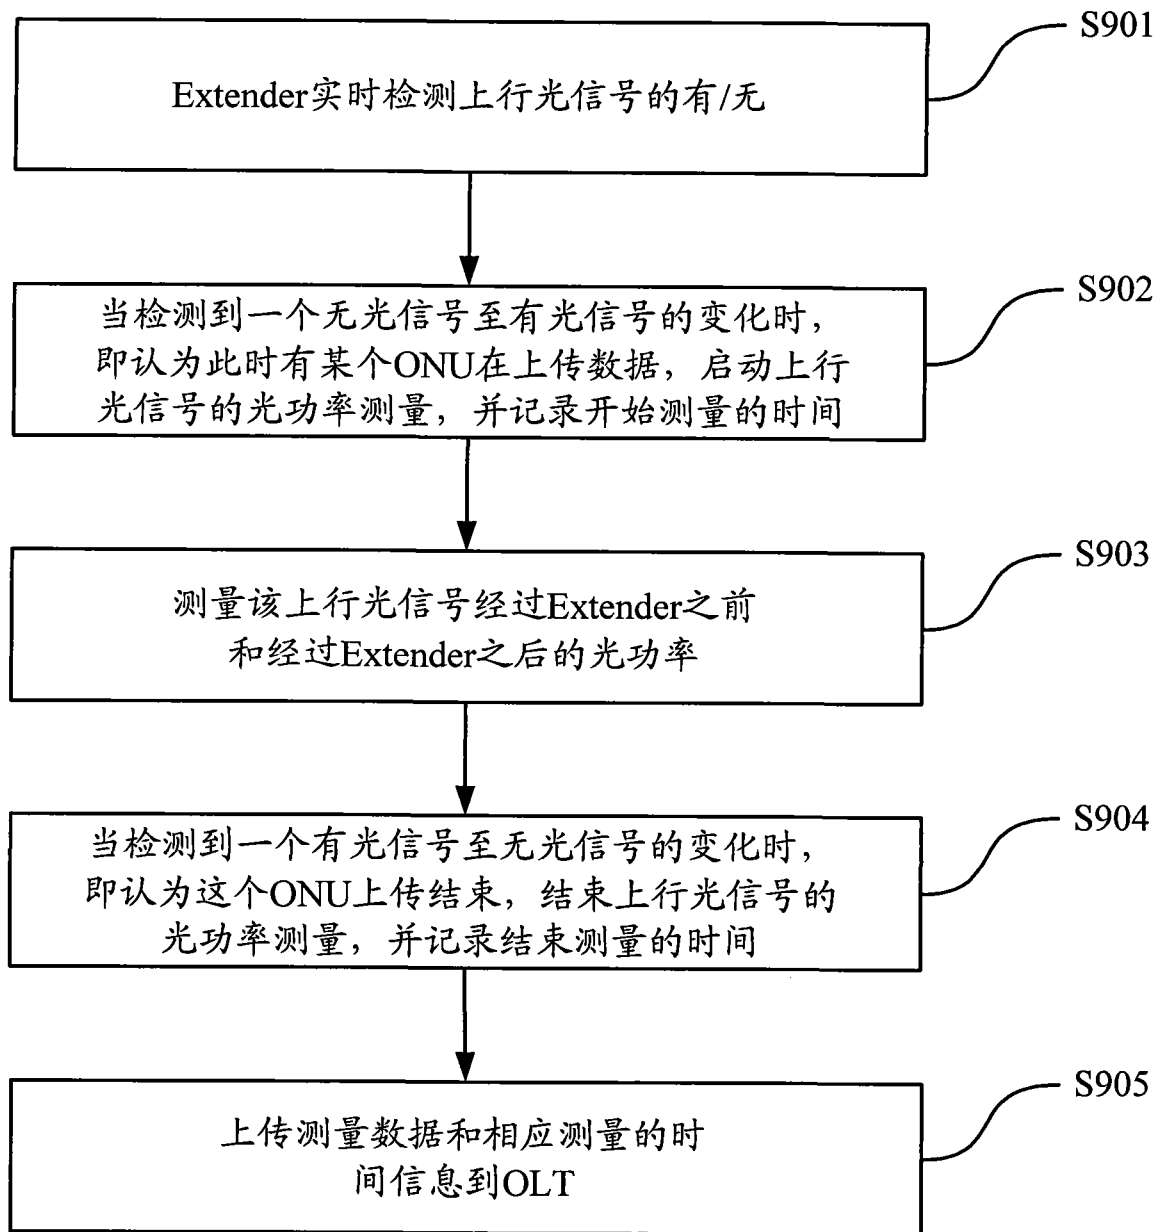 S901
Extender实时检测上行光信号的有/无
S902
当检测到一个无光信号至有光信号的变化时，
即认为此时有某个ONU在上传数据，启动上行
光信号的光功率测量，并记录开始测量的时间
S903
测量该上行光信号经过Extender之前
和经过Extender之后的光功率
S904
当检测到一个有光信号至无光信号的变化时，
即认为这个ONU上传结束，结束上行光信号的
光功率测量，并记录结束测量的时间
S905
上传测量数据和相应测量的时
间信息到OLT